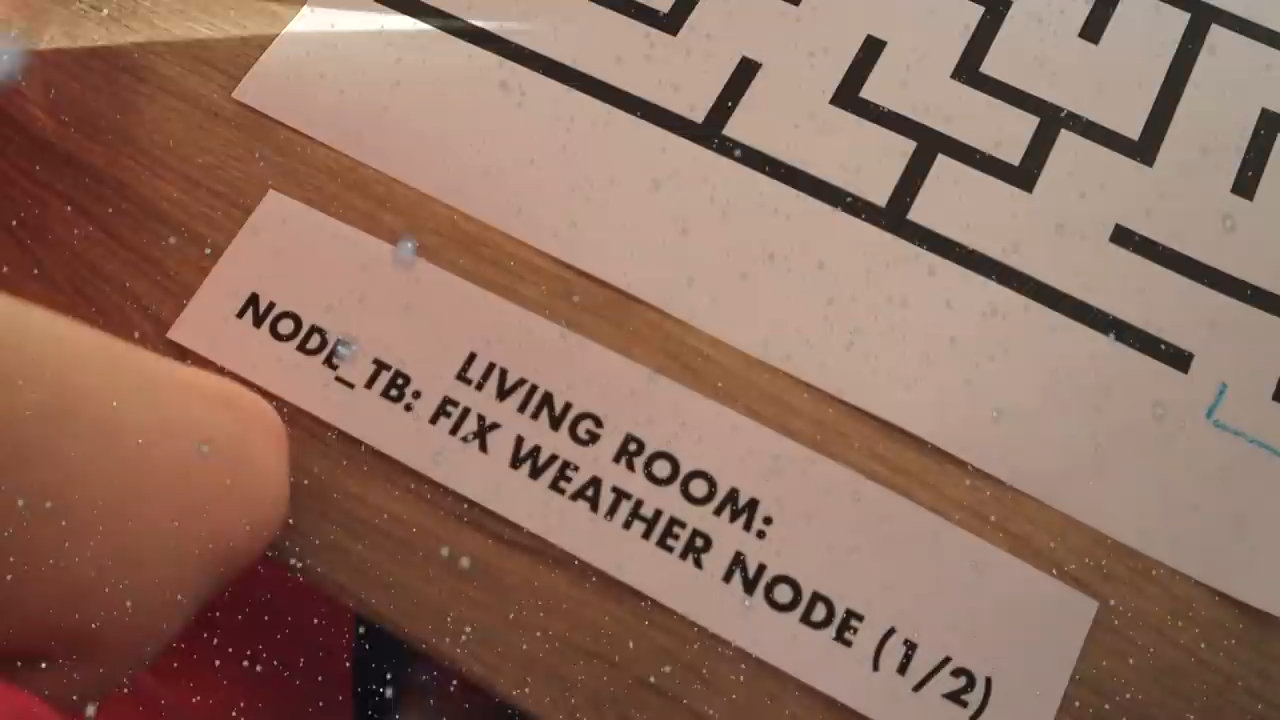 LIVING ROOM:
NODE_TB: FIX WEATHER NODE (1/2)